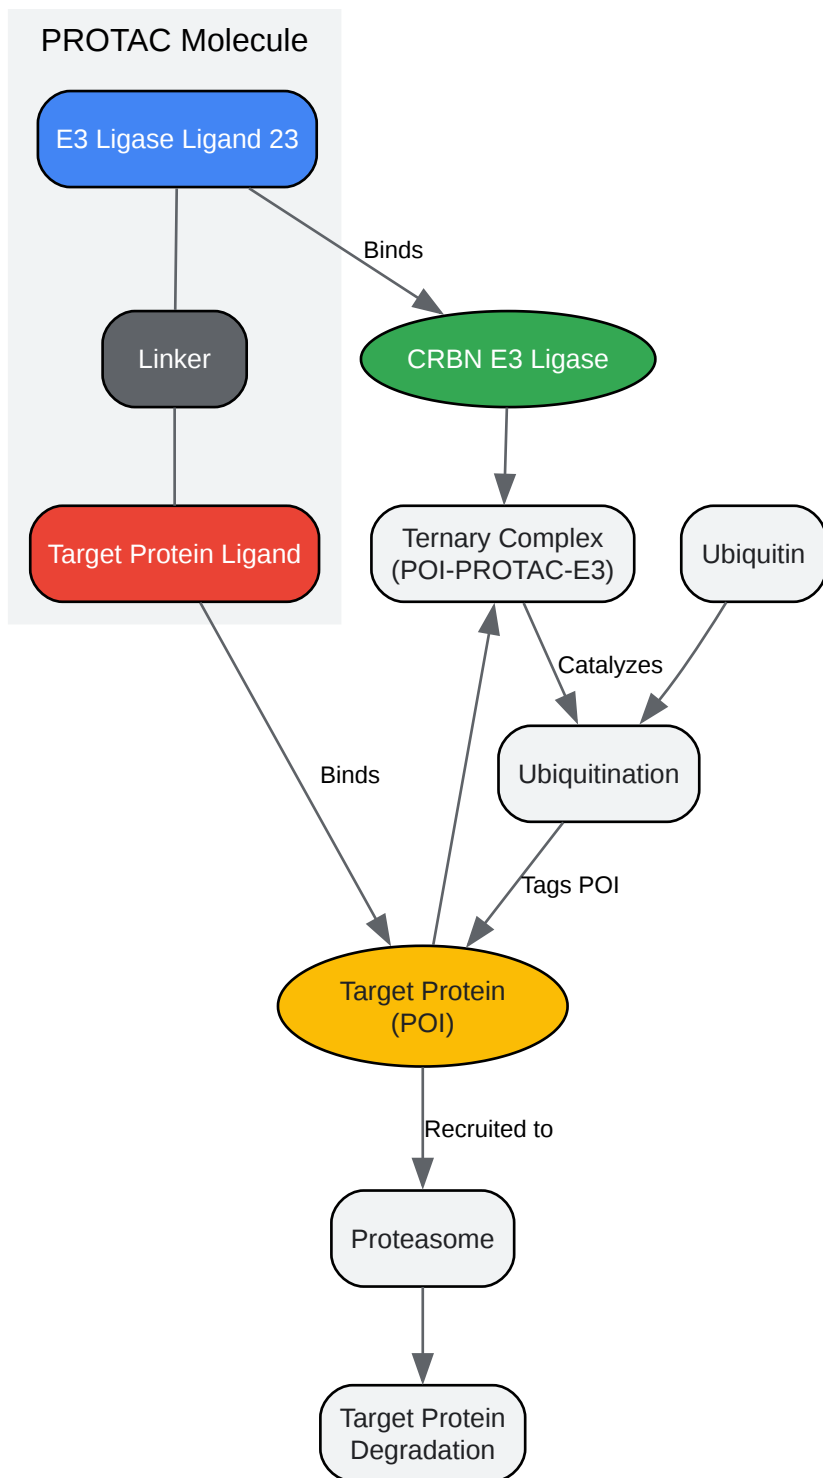 PROTAC Molecule
E3 Ligase Ligand 23
Binds
Linker
CRBN E3 Ligase
Target Protein Ligand
Ternary Complex
(POI-PROTAC-E3)
Ubiquitin
Catalyzes
Binds
Ubiquitination
Tags POI
Target Protein
(POI)
Recruited to
Proteasome
Target Protein
Degradation